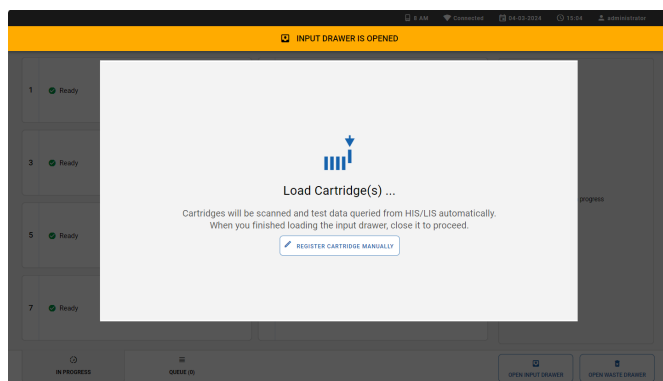 8 AM Connected 04-03-2024 15:04 administrator
INPUT DRAWER IS OPENED
1 Ready
3 Ready
progress
5 Ready
7 Ready
Load Cartridge(s) ...
Cartridges will be scanned and test data queried from HIS/LIS automatically.
When you finished loading the input drawer, close it to proceed.
REGISTER CARTRIDGE MANUALLY
IN PROGRESS QUEUE (0) OPEN INPUT DRAWER OPEN WASTE DRAWER